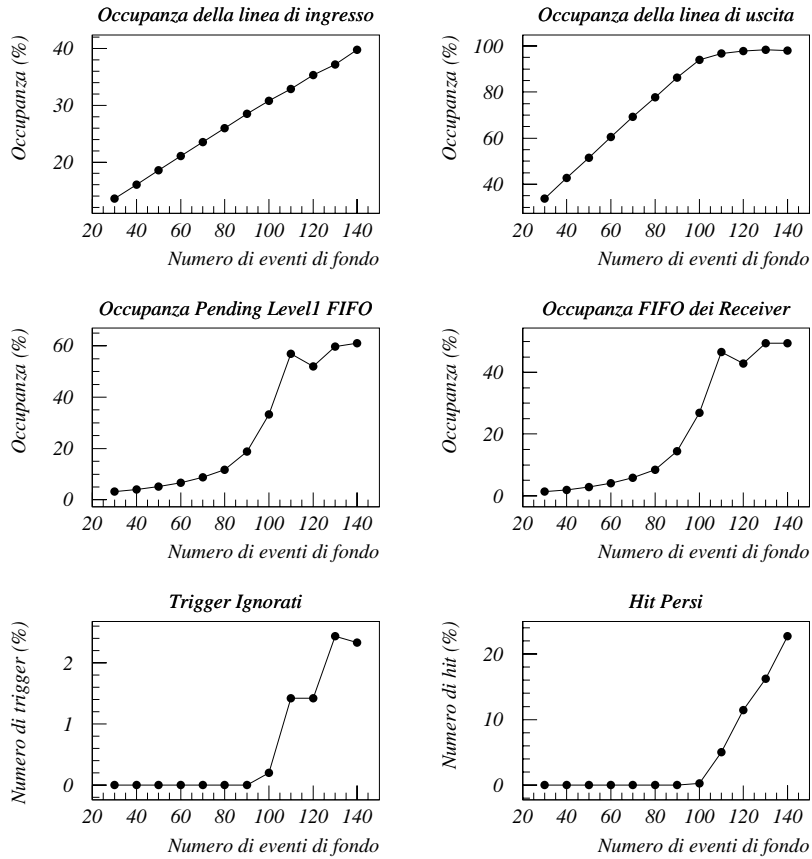 Occupanza della linea di ingresso
Occupanza (%)
40
30
20
20 40 60 80 100 120 140
Numero di eventi di fondo
Occupanza della linea di uscita
Occupanza (%)
100
80
60
40
20 40 60 80 100 120 140
Numero di eventi di fondo
Occupanza Pending Level1 FIFO
Occupanza (%)
60
40
20
0
20 40 60 80 100 120 140
Numero di eventi di fondo
Occupanza FIFO dei Receiver
Occupanza (%)
40
20
0
20 40 60 80 100 120 140
Numero di eventi di fondo
Trigger Ignorati
Numero di trigger (%)
2
1
0
20 40 60 80 100 120 140
Numero di eventi di fondo
Hit Persi
Numero di hit (%)
20
10
0
20 40 60 80 100 120 140
Numero di eventi di fondo